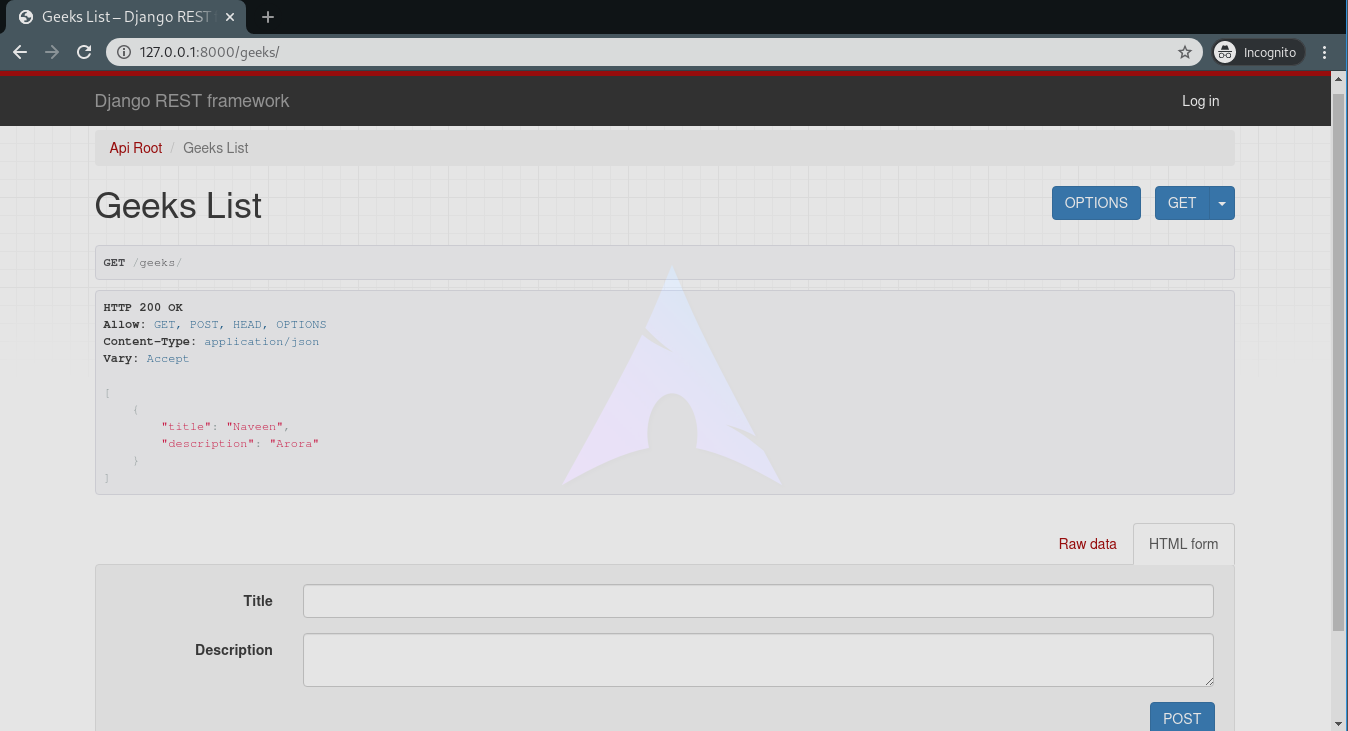 Geeks List – Django REST
127.0.0.1:8000/geeks/
Incognito
Django REST framework
Log in
Api Root / Geeks List
Geeks List
OPTIONS
GET
GET /geeks/
HTTP 200 OK
Allow: GET, POST, HEAD, OPTIONS
Content-Type: application/json
Vary: Accept
[
{
"title": "Naveen",
"description": "Arora"
}
]
Raw data
HTML form
Title
Description
POST